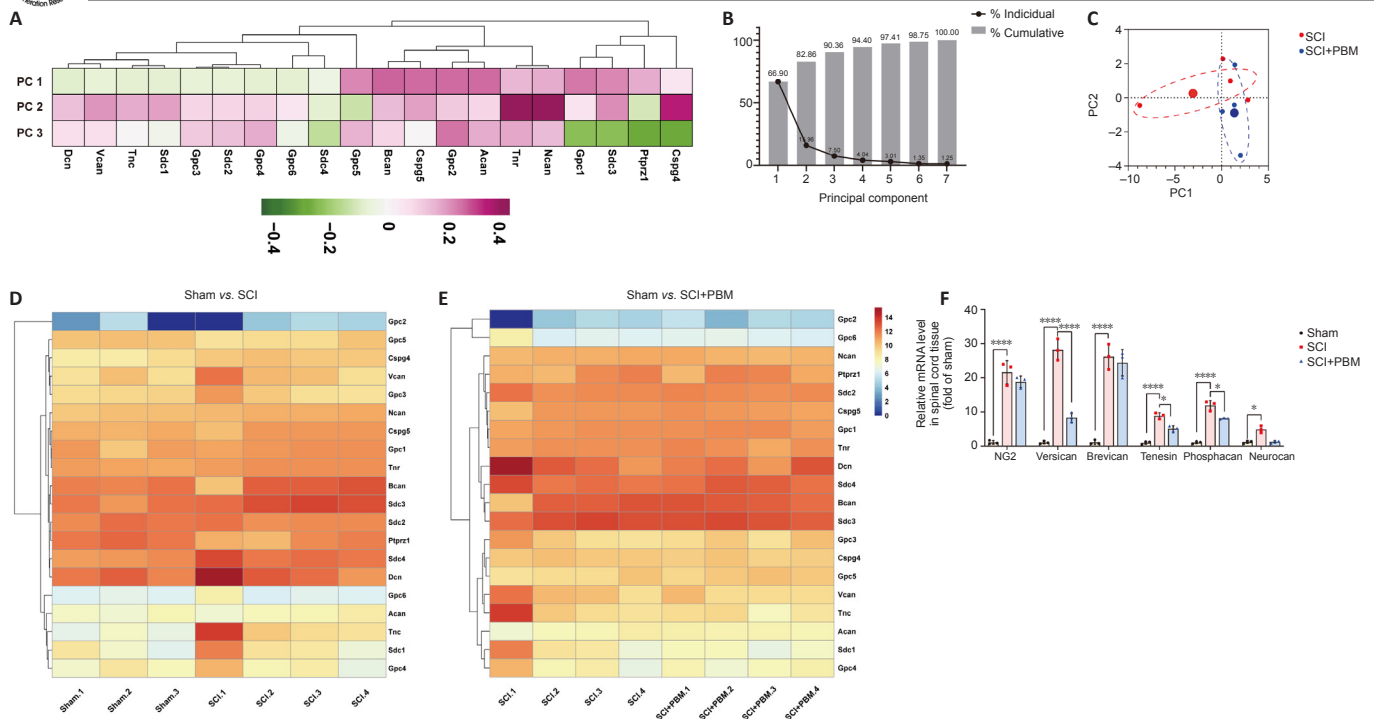 A
PC 1
PC 2
PC 3
Dcn
Vcan
Tnc
Sdc1
Gpc3
Sdc2
Gpc4
Gpc6
Sdc4
Gpc5
Bcan
Cspg5
Gpc2
Acan
Tnr
Ncan
Gpc1
Sdc3
Ptprz1
Cspg4
−0.4
−0.2
0
0.2
0.4
B
% Individual
% Cumulative
100
50
0
66.90
82.86
90.36
94.40
97.41
98.75
100.00
7.50
4.04
3.01
1.35
1.25
1 2 3 4 5 6 7
Principal component
C
SCI
SCI+PBM
PC2
4
2
0
−2
−4
−10 −5 0 5
PC1
D
Sham vs. SCI
Gpc2
Gpc5
Cspg4
Vcan
Gpc3
Ncan
Cspg5
Gpc1
Tnr
Bcan
Sdc3
Sdc2
Ptprz1
Sdc4
Dcn
Gpc6
Acan
Tnc
Sdc1
Gpc4
Sham.1
Sham.2
Sham.3
SCI.1
SCI.2
SCI.3
SCI.4
E
Sham vs. SCI+PBM
Gpc2
Gpc6
Ncan
Ptprz1
Sdc2
Cspg5
Gpc1
Tnr
Dcn
Sdc4
Bcan
Sdc3
Gpc3
Cspg4
Gpc5
Vcan
Tnc
Acan
Sdc1
Gpc4
SCI.1
SCI.2
SCI.3
SCI.4
SCI+PBM.1
SCI+PBM.2
SCI+PBM.3
SCI+PBM.4
14
12
10
8
6
4
2
0
F
Relative mRNA level
in spinal cord tissue
(fold of sham)
40
30
20
10
0
****
**** ****
****
**** *
**** *
*
NG2 Versican Brevican Tenesin Phosphacan Neurocan
Sham
SCI
SCI+PBM